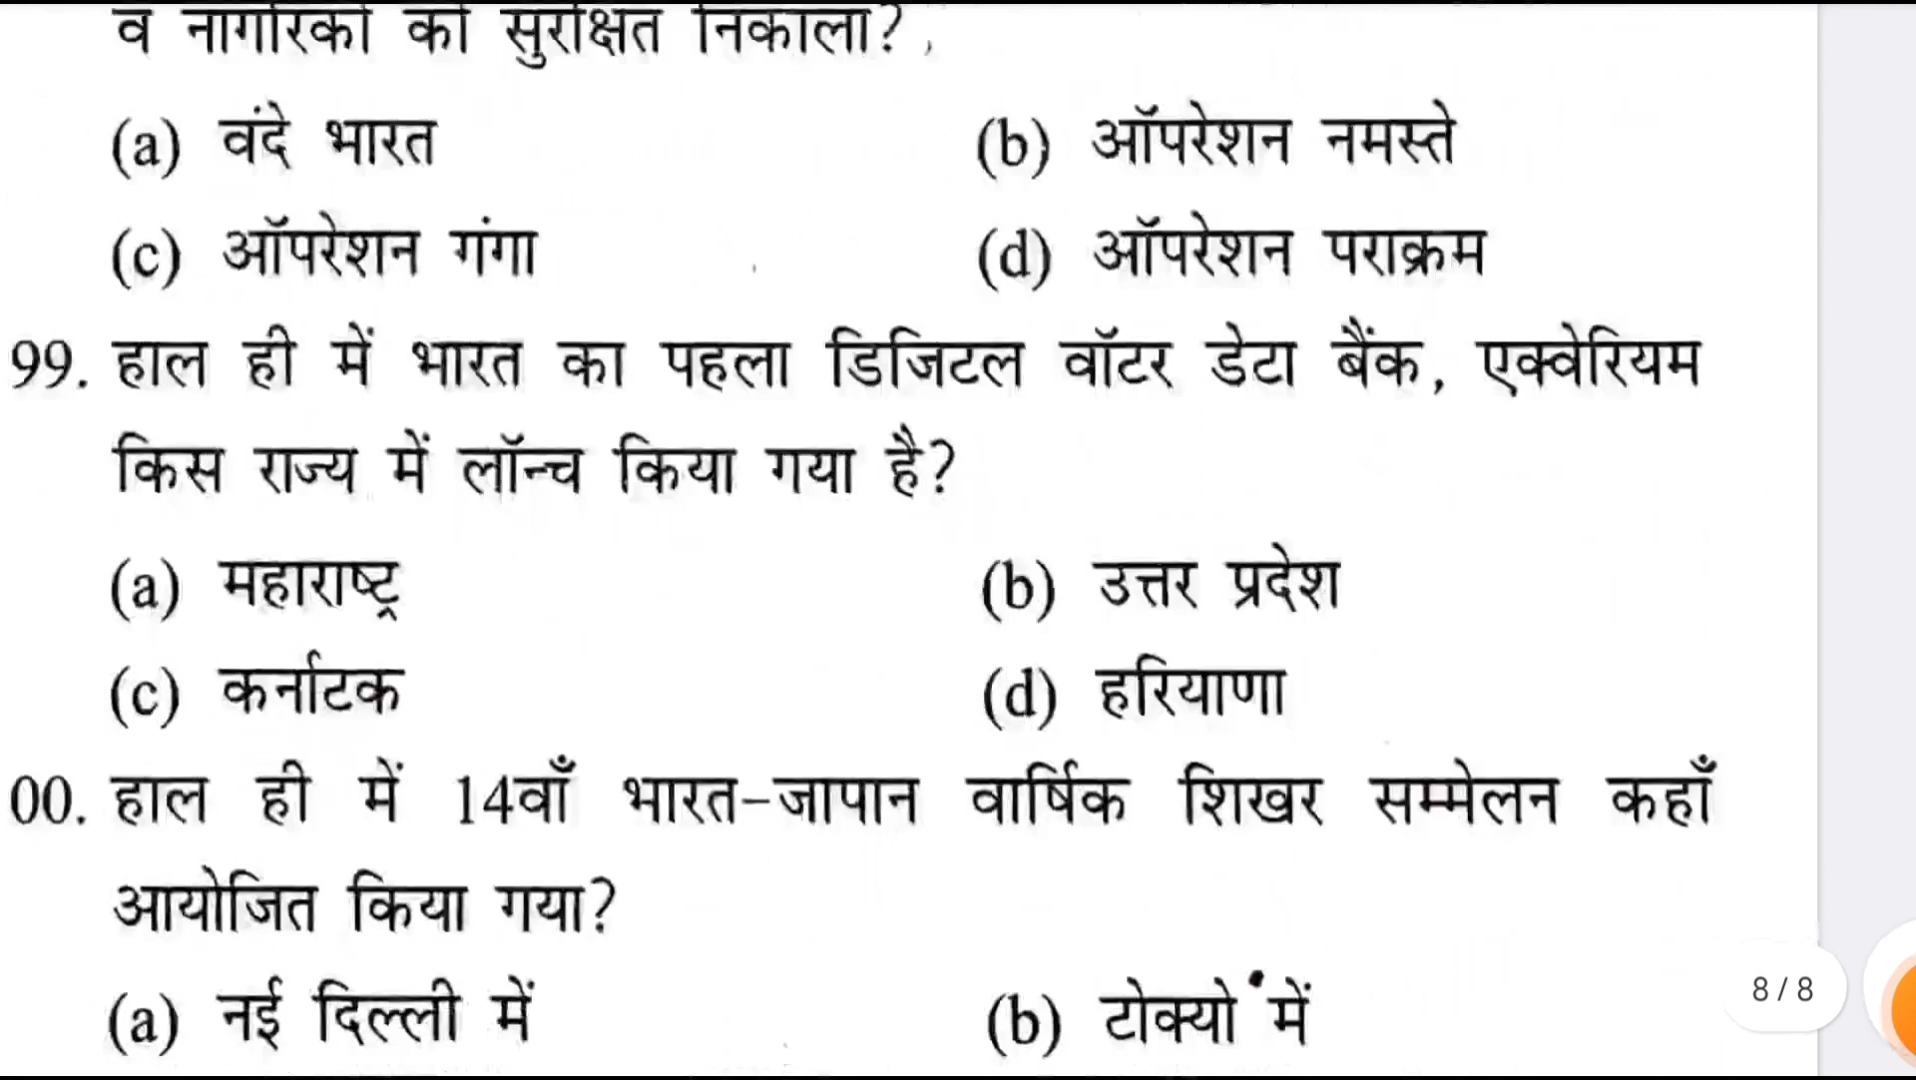 व नागरिकों को सुरक्षित निकाला?
(a) वंदे भारत (b) ऑपरेशन नमस्ते
(c) ऑपरेशन गंगा (d) ऑपरेशन पराक्रम
99. हाल ही में भारत का पहला डिजिटल वॉटर डेटा बैंक, एक्वेरियम
किस राज्य में लॉन्च किया गया है?
(a) महाराष्ट्र (b) उत्तर प्रदेश
(c) कर्नाटक (d) हरियाणा
00. हाल ही में 14वाँ भारत-जापान वार्षिक शिखर सम्मेलन कहाँ
आयोजित किया गया?
(a) नई दिल्ली में (b) टोक्यो में
8/8